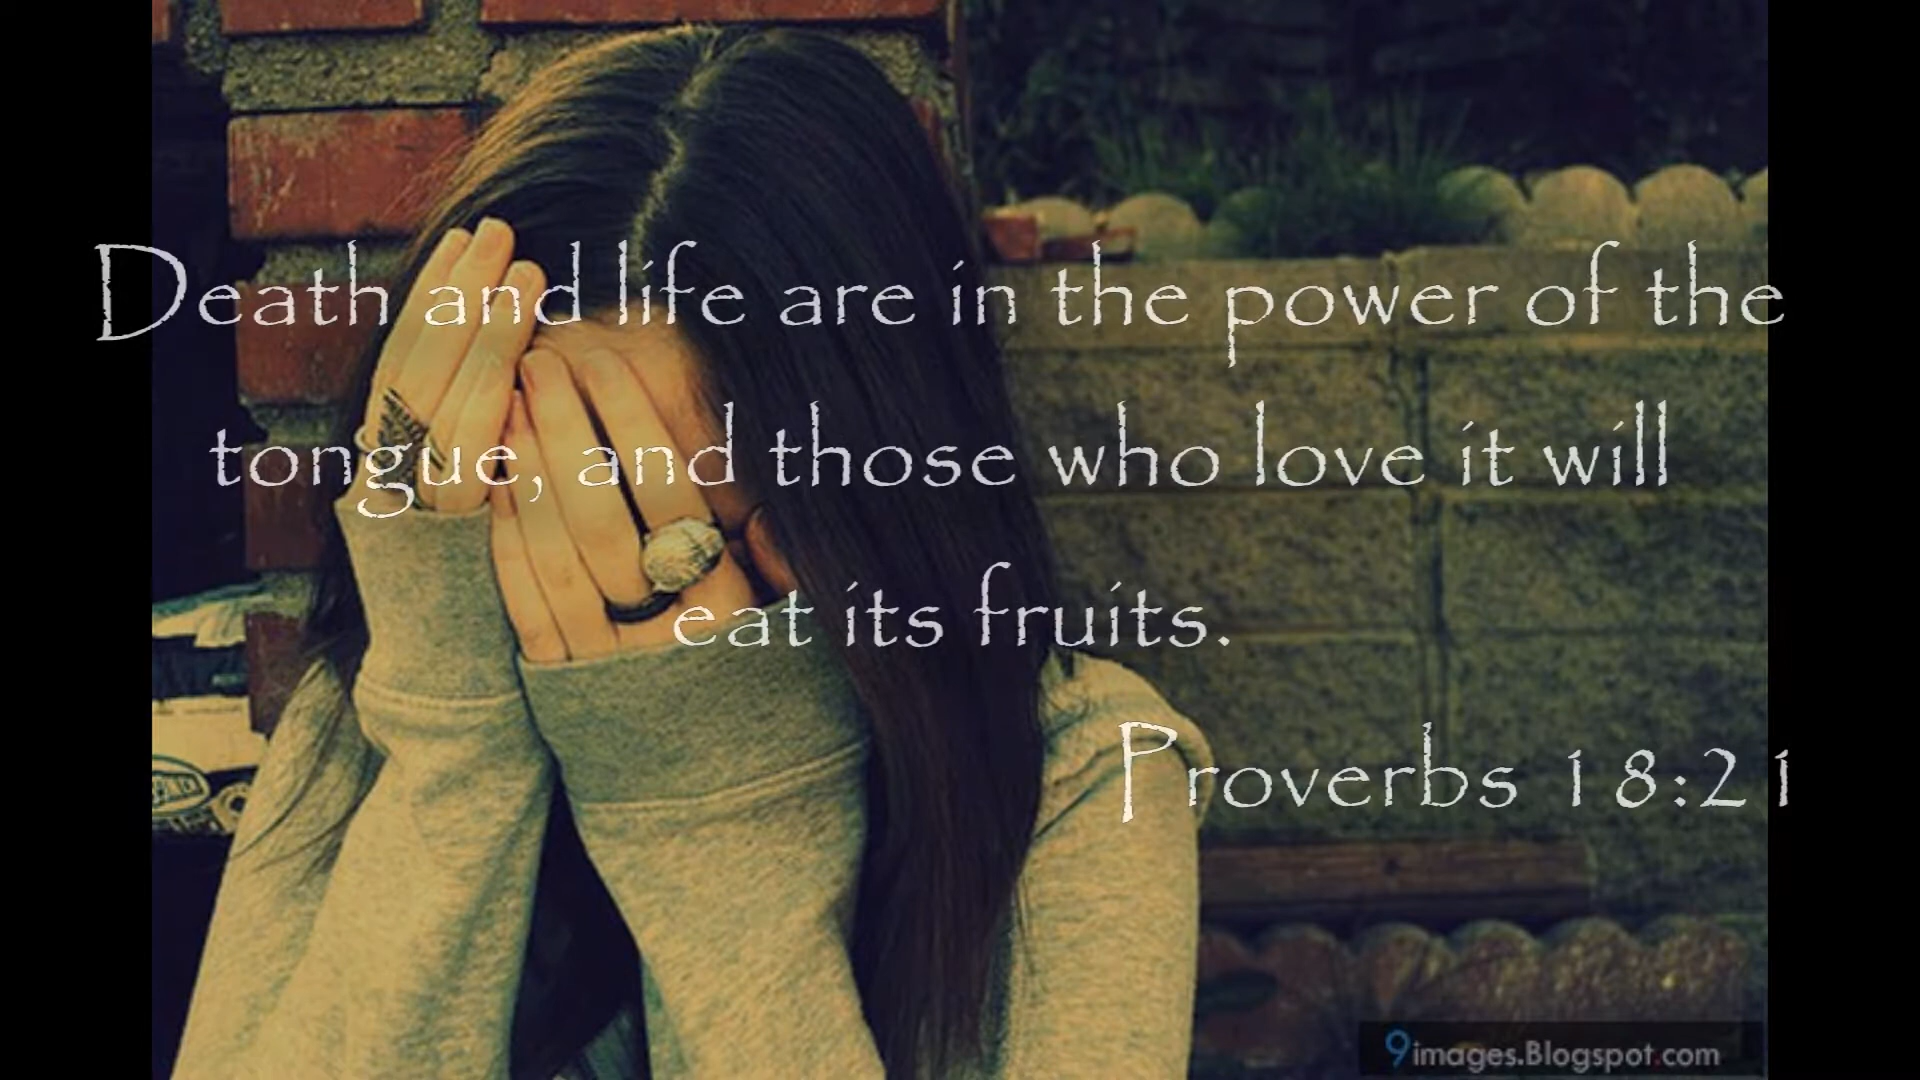 Death and life are in the power of the
tongue, and those who love it will
eat its fruits.
Proverbs 18:21
9images.Blogspot.com